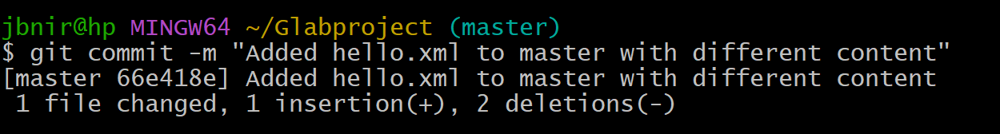 jbnir@hp MINGW64 ~/Glabproject (master)
$ git commit -m "Added hello.xml to master with different content"
[master 66e418e] Added hello.xml to master with different content
 1 file changed, 1 insertion(+), 2 deletions(-)